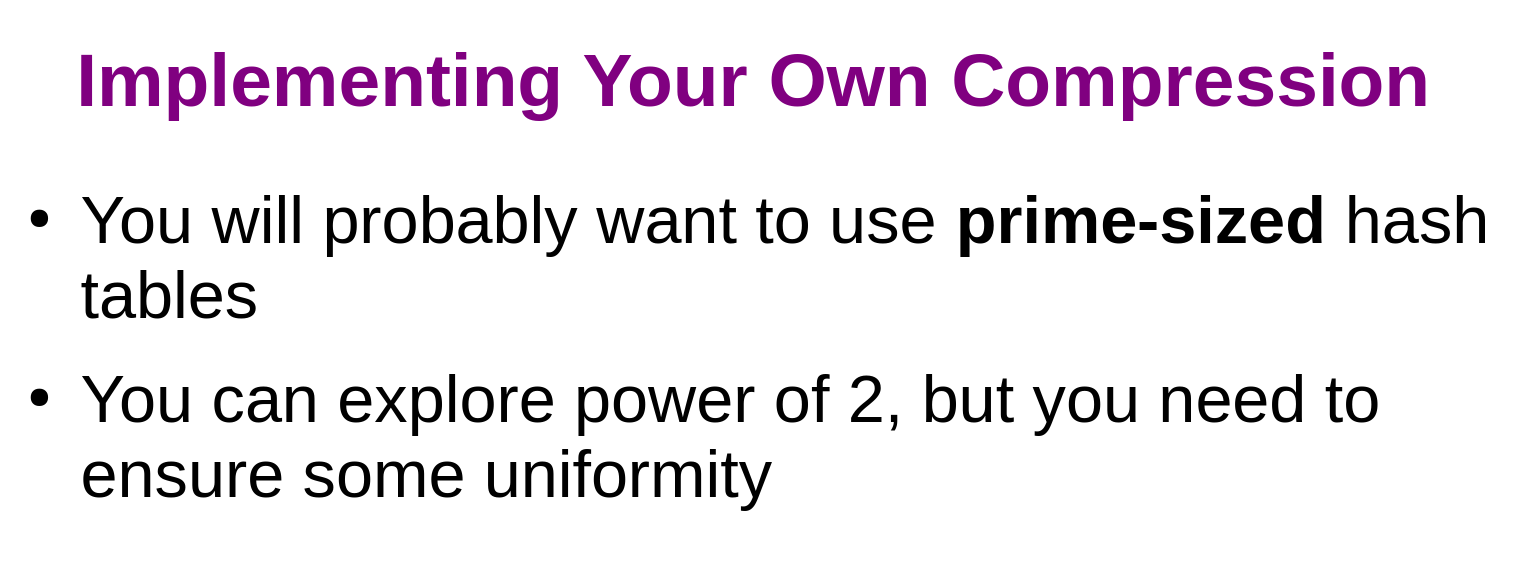 Implementing Your Own Compression
• You will probably want to use prime-sized hash
tables
• You can explore power of 2, but you need to
ensure some uniformity